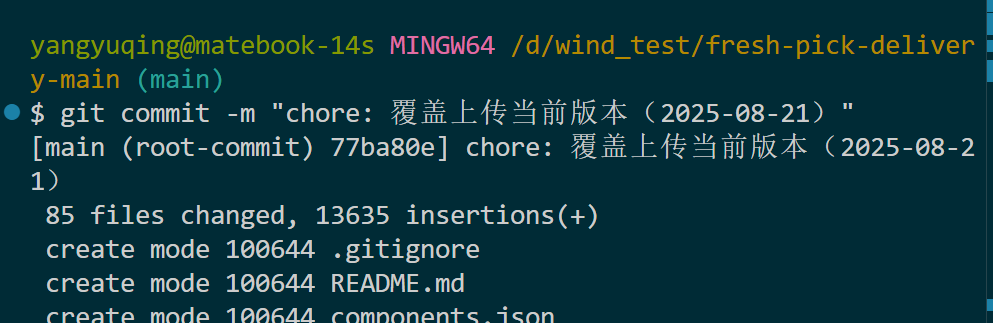 yangyuqing@matebook-14s MINGW64 /d/wind_test/fresh-pick-deliver
y-main (main)
$ git commit -m "chore: 覆盖上传当前版本（2025-08-21）"
[main (root-commit) 77ba80e] chore: 覆盖上传当前版本（2025-08-2
1）
85 files changed, 13635 insertions(+)
create mode 100644 .gitignore
create mode 100644 README.md
create mode 100644 components.json